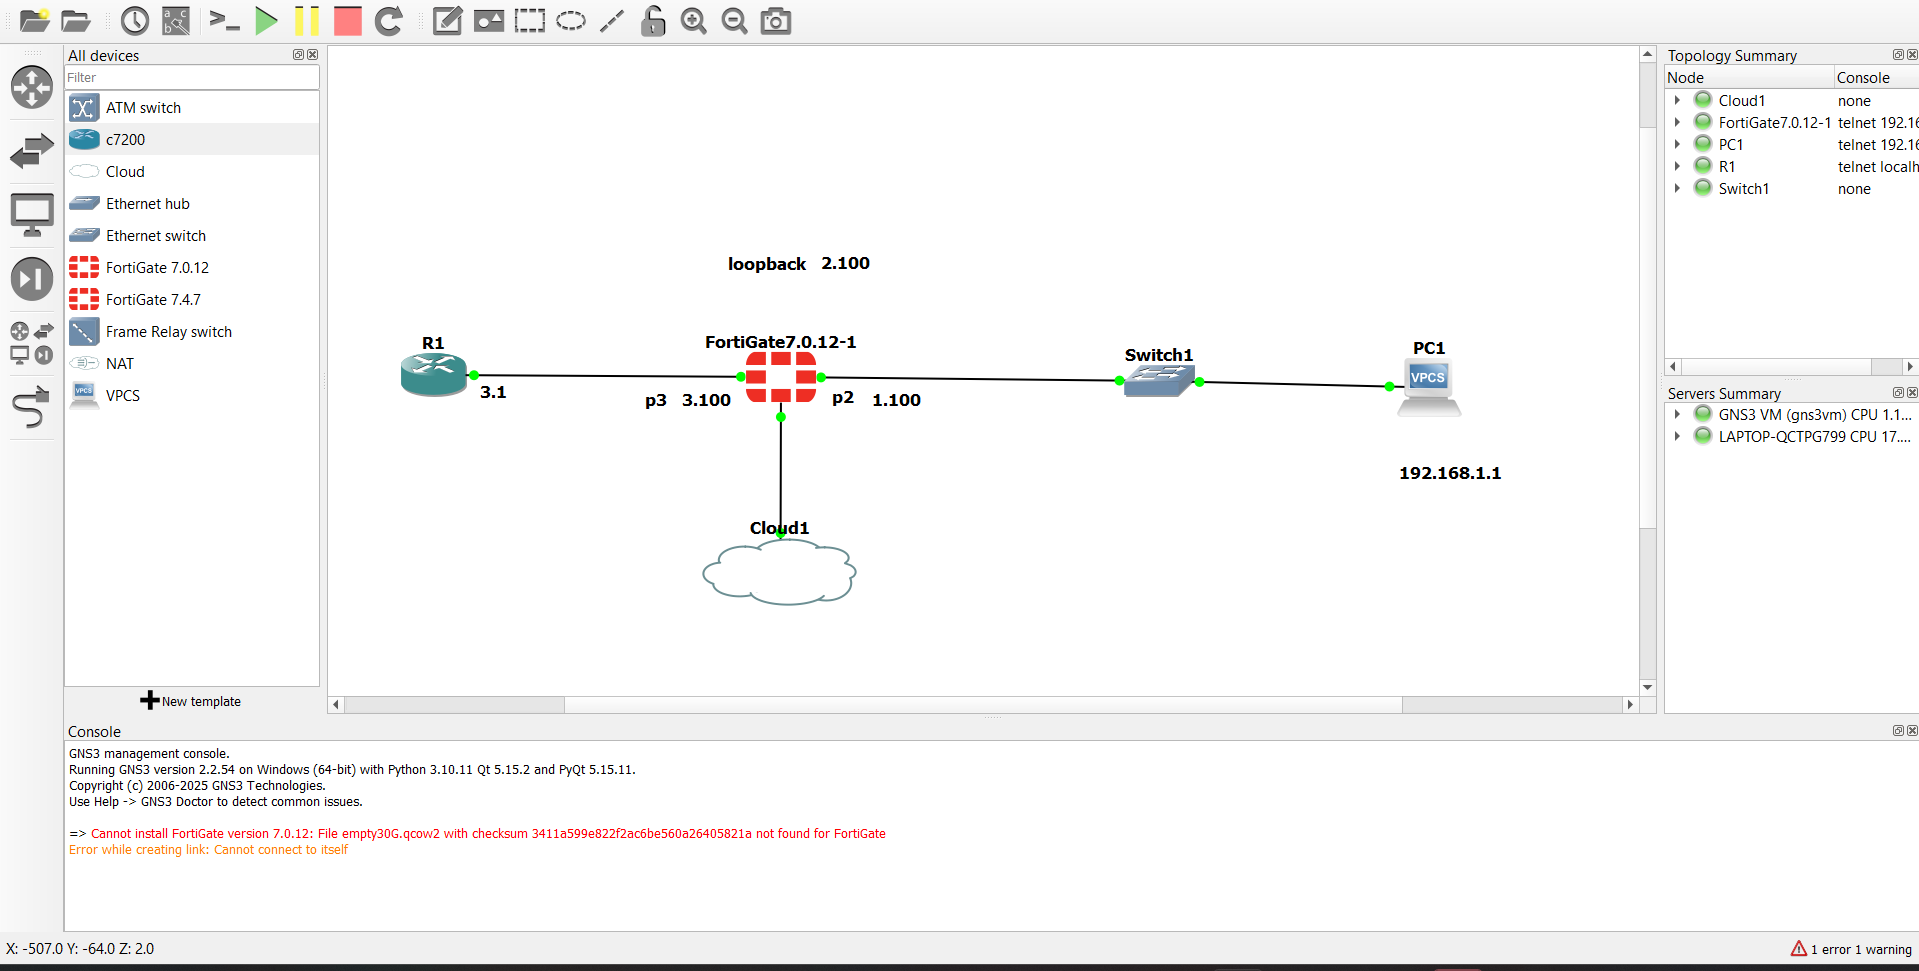 All devices
Filter
ATM switch
c7200
Cloud
Ethernet hub
Ethernet switch
FortiGate 7.0.12
FortiGate 7.4.7
Frame Relay switch
NAT
VPCS
New template
loopback 2.100
R1
FortiGate7.0.12-1
Switch1
PC1
VPCS
3.1
p3 3.100
p2 1.100
192.168.1.1
Cloud1
Topology Summary
Node Console
Cloud1 none
FortiGate7.0.12-1 telnet 192.16
PC1 telnet 192.16
R1 telnet localh
Switch1 none
Servers Summary
GNS3 VM (gns3vm) CPU 1.1...
LAPTOP-QCTPG799 CPU 17....
Console
GNS3 management console.
Running GNS3 version 2.2.54 on Windows (64-bit) with Python 3.10.11 Qt 5.15.2 and PyQt 5.15.11.
Copyright (c) 2006-2025 GNS3 Technologies.
Use Help -> GNS3 Doctor to detect common issues.
=> Cannot install FortiGate version 7.0.12: File empty30G.qcow2 with checksum 3411a599e822f2ac6be560a26405821a not found for FortiGate
Error while creating link: Cannot connect to itself
X: -507.0 Y: -64.0 Z: 2.0
1 error 1 warning